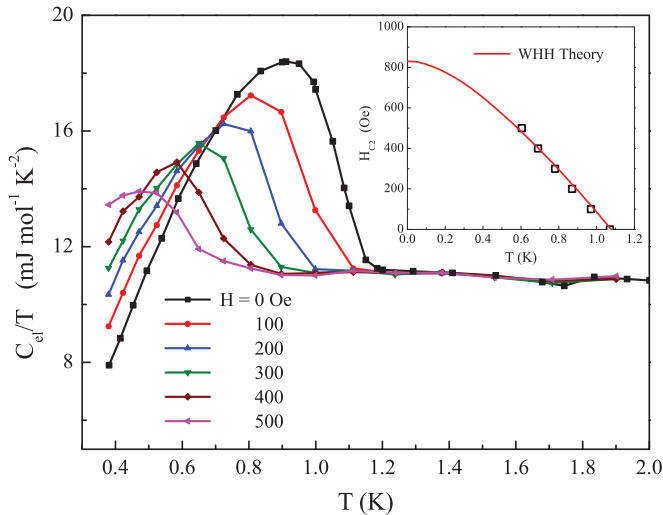 20
16
12
8
C_el/T (mJ mol^-1 K^-2)
0.4 0.6 0.8 1.0 1.2 1.4 1.6 1.8 2.0
T (K)
H = 0 Oe
100
200
300
400
500
1000
800
600
400
200
0
H_C2 (Oe)
WHH Theory
0.0 0.2 0.4 0.6 0.8 1.0 1.2
T (K)